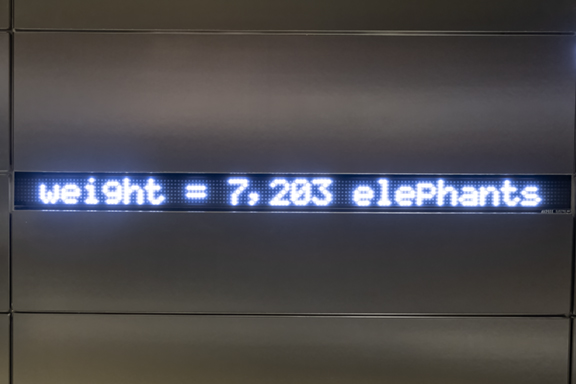 weight = 7,203 elephants